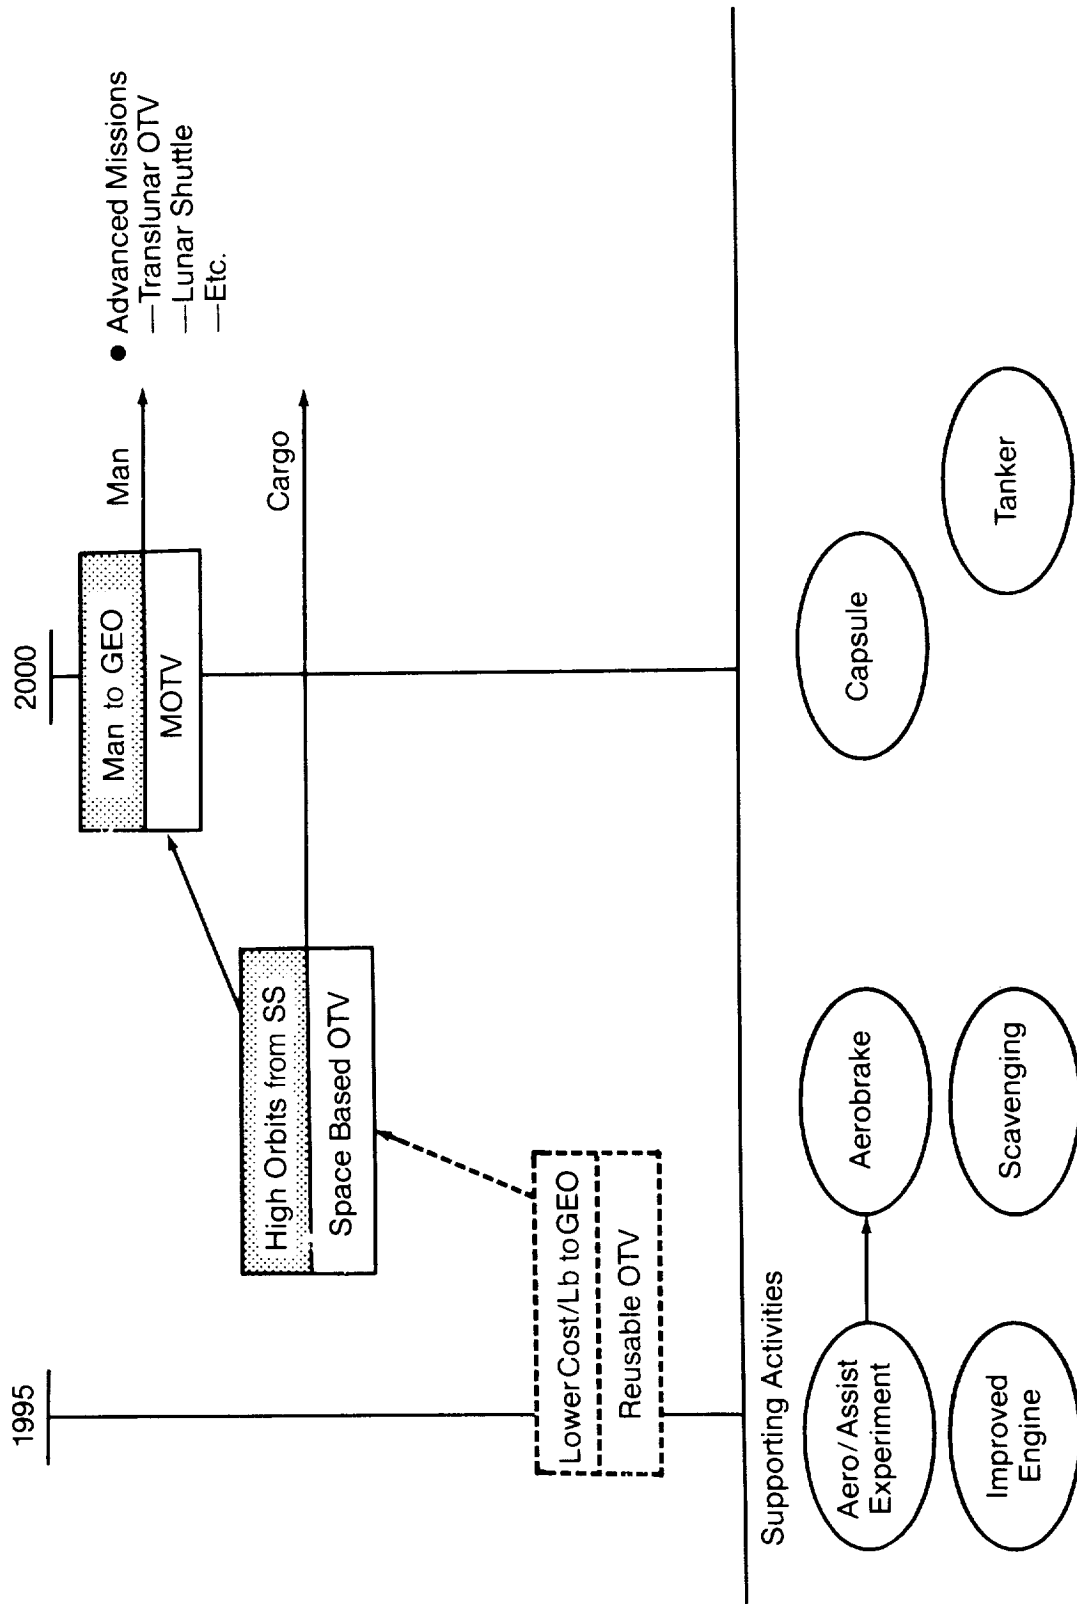 1995
2000
Man to GEO
MOTV
Man
● Advanced Missions
—Translunar OTV
—Lunar Shuttle
—Etc.
High Orbits from SS
Space Based OTV
Cargo
Lower Cost/Lb to GEO
Reusable OTV
Supporting Activities
Aero/Assist
Experiment
Aerobrake
Capsule
Improved
Engine
Scavenging
Tanker